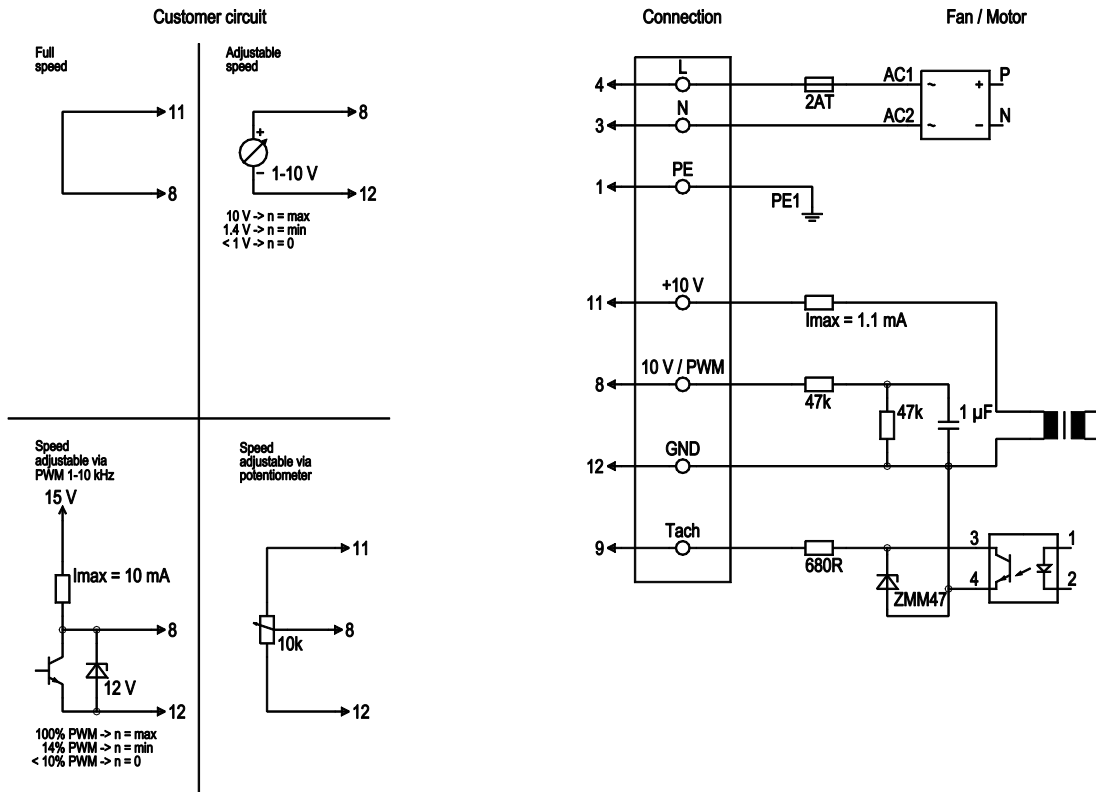 Customer circuit
Connection
Fan / Motor
Full
speed
11
8
Adjustable
speed
8
+
− 1-10 V
12
10 V -> n = max
1.4 V -> n = min
< 1 V -> n = 0
Speed
adjustable via
PWM 1-10 kHz
15 V
Imax = 10 mA
8
12 V
12
100% PWM -> n = max
14% PWM -> n = min
< 10% PWM -> n = 0
Speed
adjustable via
potentiometer
11
8
10k
12
4 L 2AT AC1 ~ + P
3 N AC2 ~ − N
1 PE PE1
11 +10 V Imax = 1.1 mA
8 10 V / PWM 47k 47k 1 µF
12 GND
9 Tach 680R 3 1
ZMM47 4 2